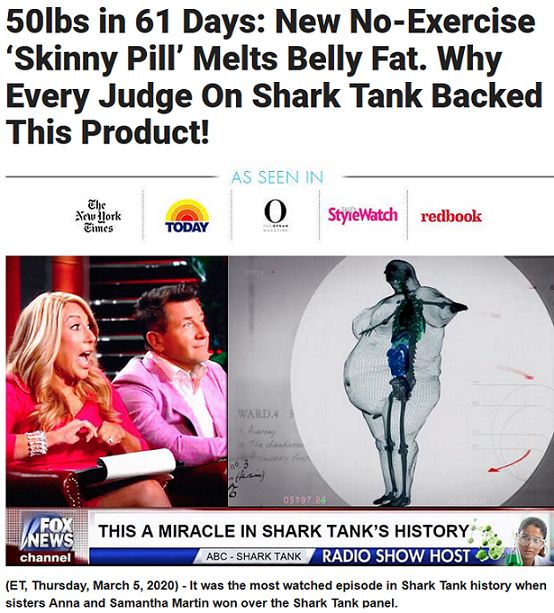 50lbs in 61 Days: New No-Exercise
‘Skinny Pill’ Melts Belly Fat. Why
Every Judge On Shark Tank Backed
This Product!
AS SEEN IN
The
New York
Times
TODAY
O
StyleWatch
redbook
WARD.4
05197.23
FOX
NEWS
channel
THIS A MIRACLE IN SHARK TANK'S HISTORY
ABC - SHARK TANK
RADIO SHOW HOST
(ET, Thursday, March 5, 2020) - It was the most watched episode in Shark Tank history when
sisters Anna and Samantha Martin won over the Shark Tank panel.